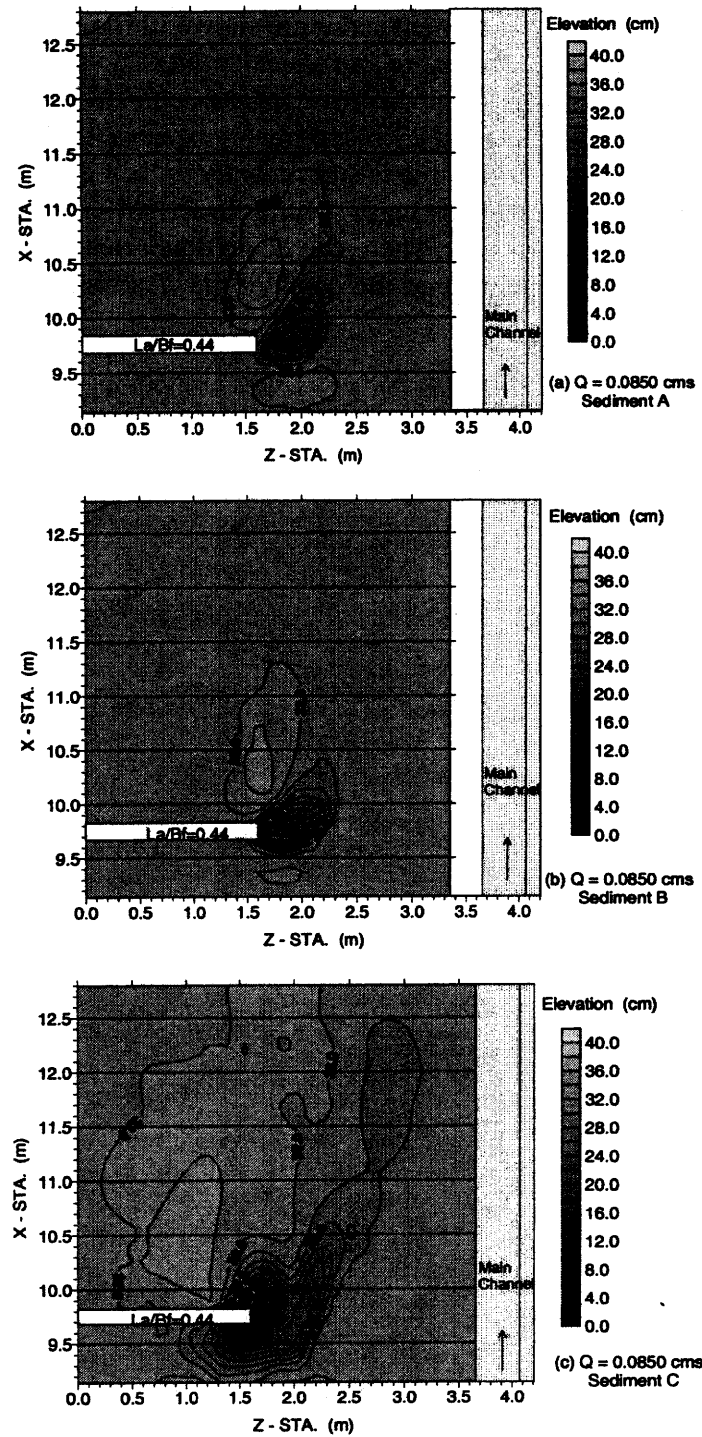 Elevation (cm)
12.5
12.0
11.5
11.0
10.5
10.0
9.5
X - STA. (m)
40.0
36.0
32.0
28.0
24.0
20.0
16.0
12.0
8.0
4.0
0.0
La/Bf=0.44
Main
Channel
0.0 0.5 1.0 1.5 2.0 2.5 3.0 3.5 4.0
Z - STA. (m)
(a) Q = 0.0850 cms
Sediment A
Elevation (cm)
12.5
12.0
11.5
11.0
10.5
10.0
9.5
X - STA. (m)
40.0
36.0
32.0
28.0
24.0
20.0
16.0
12.0
8.0
4.0
0.0
La/Bf=0.44
Main
Channel
0.0 0.5 1.0 1.5 2.0 2.5 3.0 3.5 4.0
Z - STA. (m)
(b) Q = 0.0850 cms
Sediment B
Elevation (cm)
12.5
12.0
11.5
11.0
10.5
10.0
9.5
X - STA. (m)
40.0
36.0
32.0
28.0
24.0
20.0
16.0
12.0
8.0
4.0
0.0
La/Bf=0.44
Main
Channel
0.0 0.5 1.0 1.5 2.0 2.5 3.0 3.5 4.0
Z - STA. (m)
(c) Q = 0.0850 cms
Sediment C